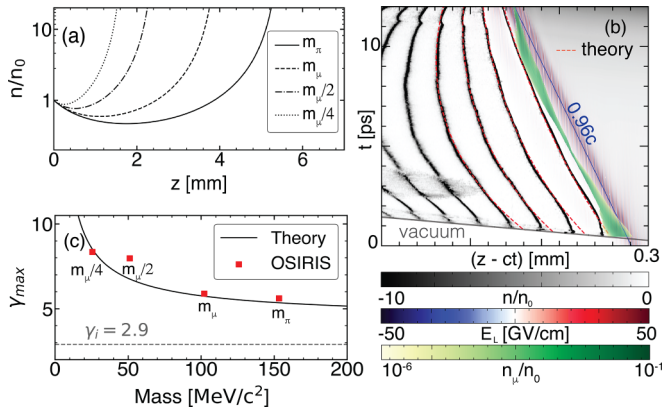 (a)
n/n₀
1
0
2
4
6
z [mm]
m_π
m_μ
m_μ/2
m_μ/4
(b)
theory
10
t [ps]
0
0.96c
vacuum
(z - ct) [mm]
0.3
-10
n/n₀
0
-50
E_L [GV/cm]
50
10⁻⁶
n_μ/n₀
10⁻¹
(c)
Theory
OSIRIS
10
5
γ_max
m_μ/4
m_μ/2
m_μ
m_π
γ_i = 2.9
0
50
100
150
200
Mass [MeV/c²]